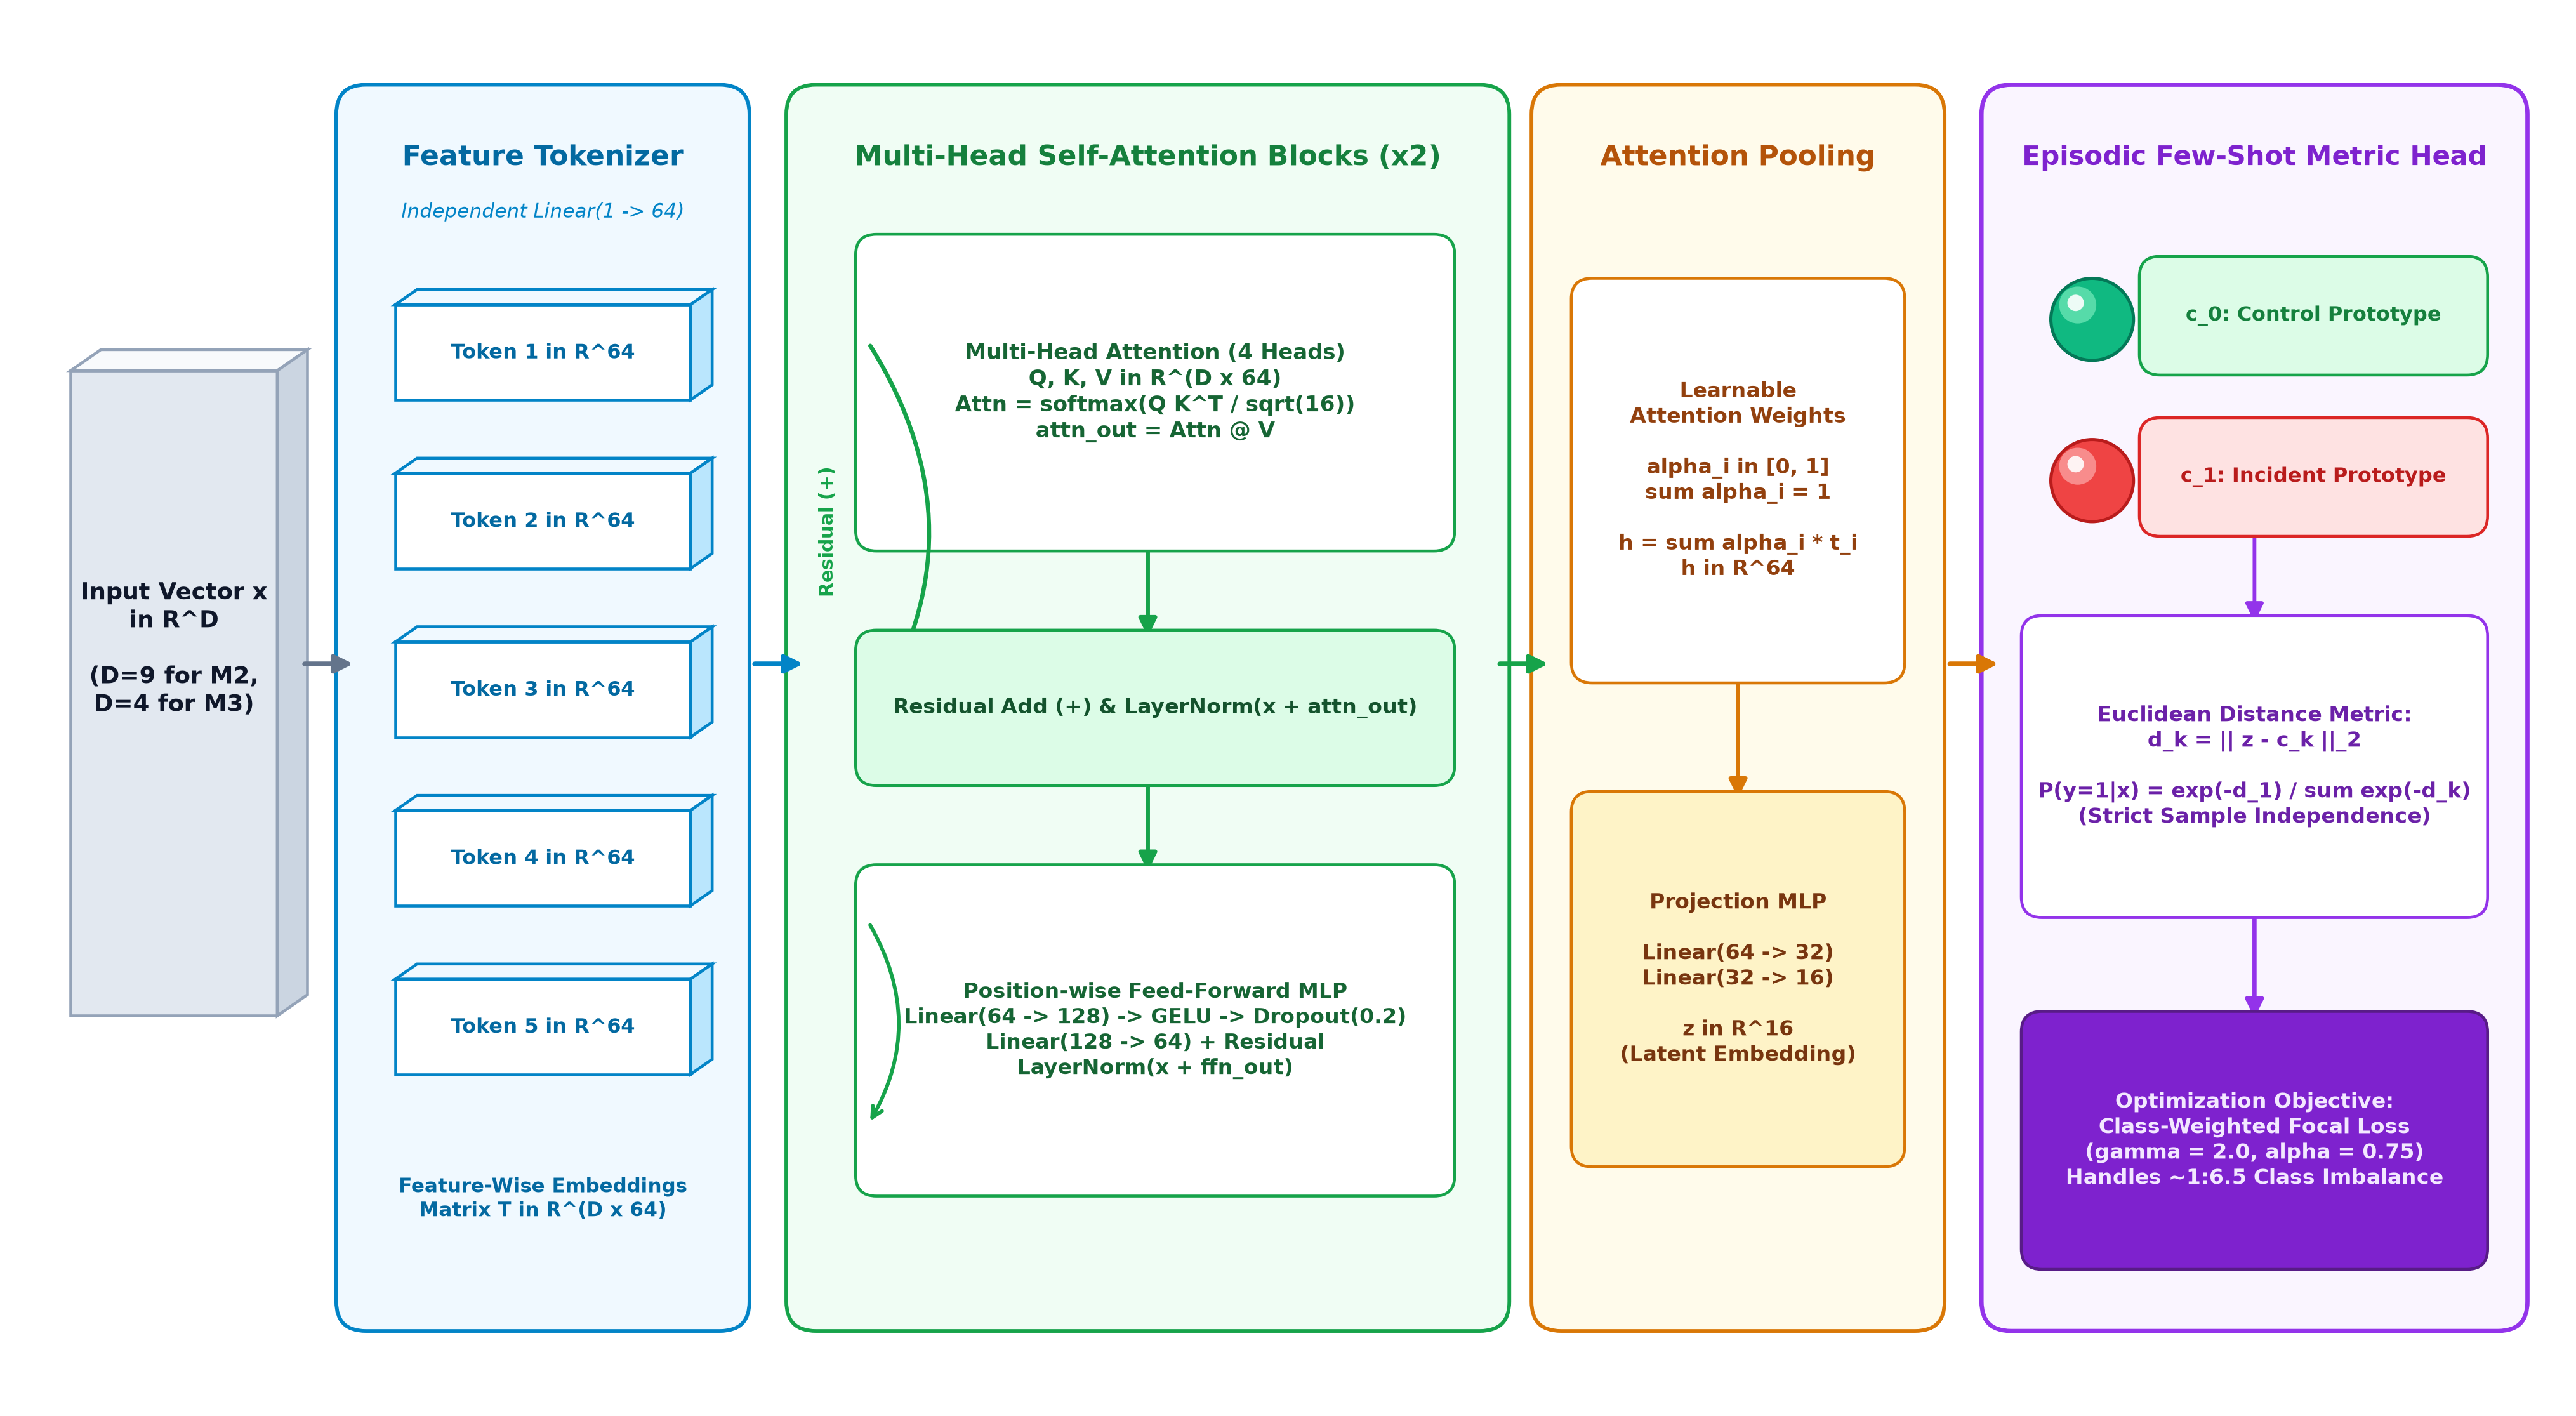 Input Vector x
in R^D
(D=9 for M2,
D=4 for M3)
Feature Tokenizer
Independent Linear(1 -> 64)
Token 1 in R^64
Token 2 in R^64
Token 3 in R^64
Token 4 in R^64
Token 5 in R^64
Feature-Wise Embeddings
Matrix T in R^(D x 64)
Multi-Head Self-Attention Blocks (x2)
Multi-Head Attention (4 Heads)
Q, K, V in R^(D x 64)
Attn = softmax(Q K^T / sqrt(16))
attn_out = Attn @ V
Residual (+)
Residual Add (+) & LayerNorm(x + attn_out)
Position-wise Feed-Forward MLP
Linear(64 -> 128) -> GELU -> Dropout(0.2)
Linear(128 -> 64) + Residual
LayerNorm(x + ffn_out)
Attention Pooling
Learnable
Attention Weights
alpha_i in [0, 1]
sum alpha_i = 1
h = sum alpha_i * t_i
h in R^64
Projection MLP
Linear(64 -> 32)
Linear(32 -> 16)
z in R^16
(Latent Embedding)
Episodic Few-Shot Metric Head
c_0: Control Prototype
c_1: Incident Prototype
Euclidean Distance Metric:
d_k = || z - c_k ||_2
P(y=1|x) = exp(-d_1) / sum exp(-d_k)
(Strict Sample Independence)
Optimization Objective:
Class-Weighted Focal Loss
(gamma = 2.0, alpha = 0.75)
Handles ~1:6.5 Class Imbalance